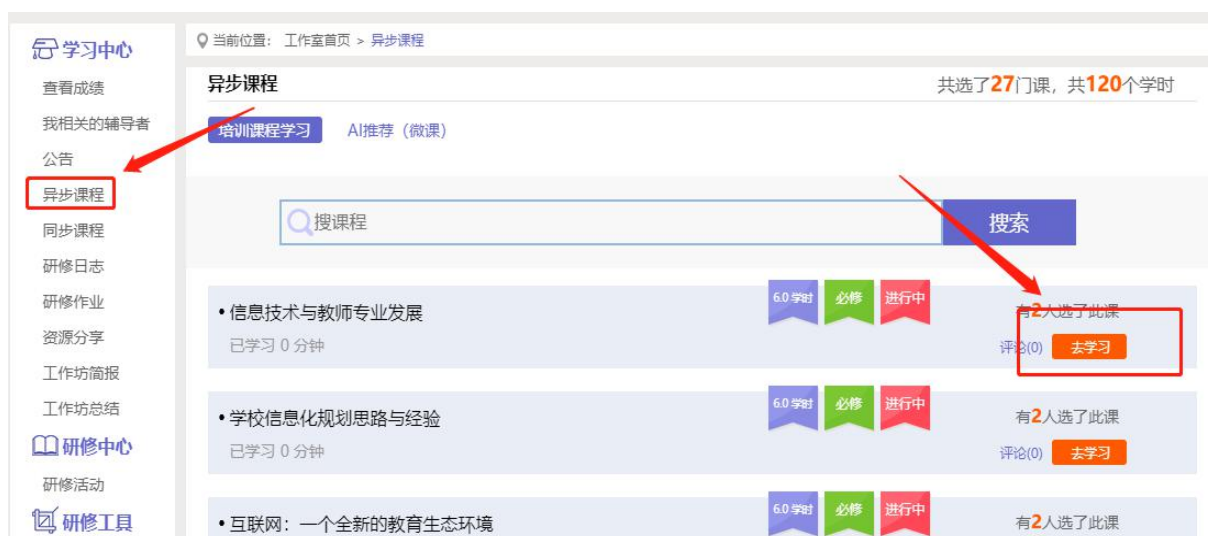 学习中心
查看成绩
我相关的辅导者
公告
异步课程
同步课程
研修日志
研修作业
资源分享
工作坊简报
工作坊总结
研修中心
研修活动
研修工具
当前位置： 工作室首页 > 异步课程
异步课程
共选了27门课，共120个学时
培训课程学习 AI推荐（微课）
搜课程
搜索
• 信息技术与教师专业发展
6.0 学时 必修 进行中
有2人选了此课
已学习 0 分钟
评论(0) 去学习
• 学校信息化规划思路与经验
6.0 学时 必修 进行中
有2人选了此课
已学习 0 分钟
评论(0) 去学习
• 互联网：一个全新的教育生态环境
6.0 学时 必修 进行中
有2人选了此课